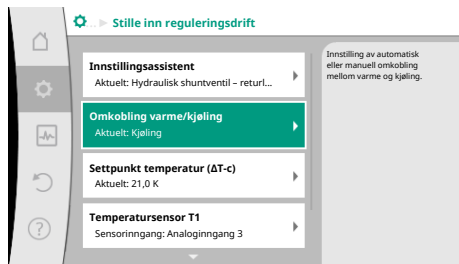 Stille inn reguleringsdrift
Innstillingsassistent
Aktuelt: Hydraulisk shuntventil – returl...
Omkobling varme/kjøling
Aktuelt: Kjøling
Settpunkt temperatur (ΔT-c)
Aktuelt: 21,0 K
Temperatursensor T1
Sensorinngang: Analoginngang 3
Innstilling av automatisk
eller manuell omkobling
mellom varme og kjøling.